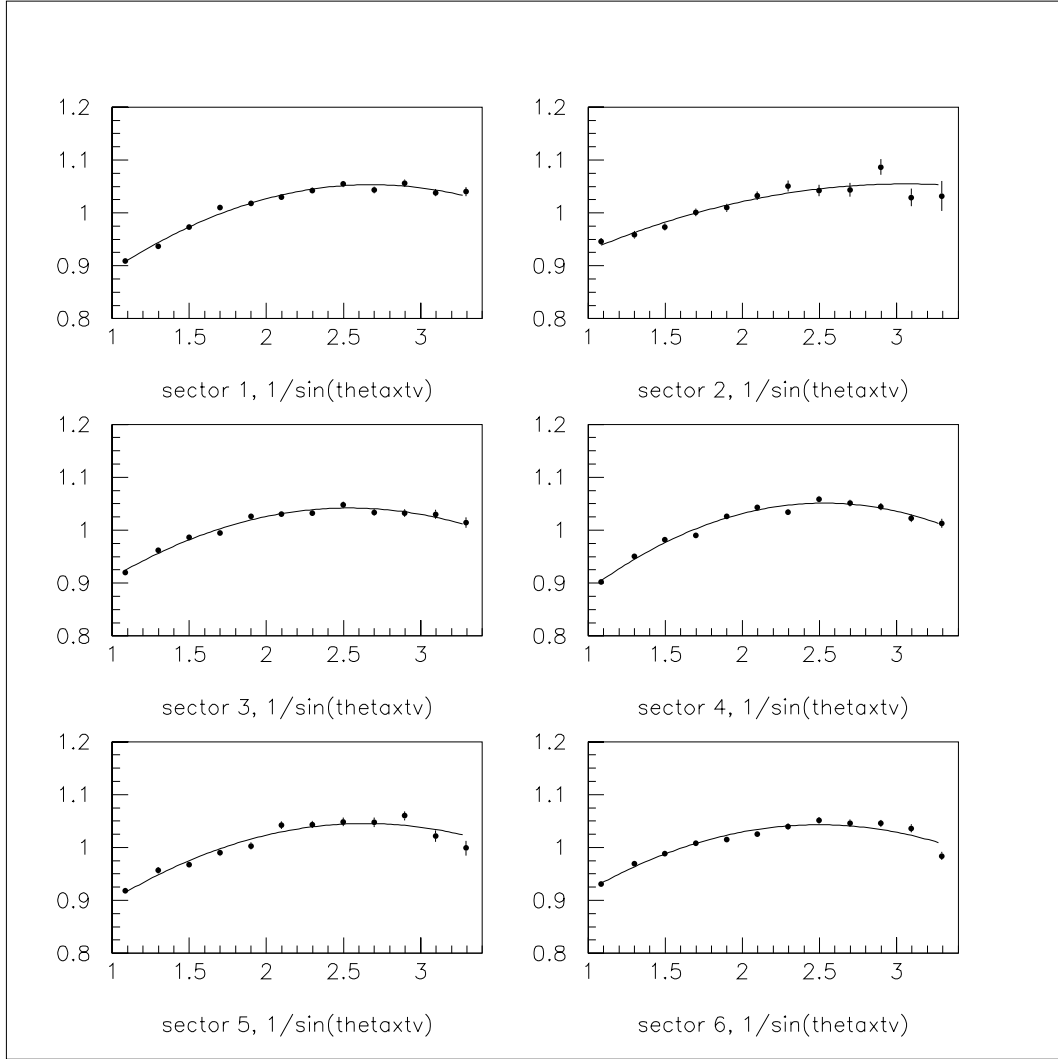 1.2 1.2
1.1 1.1
1 1
0.9 0.9
0.8 0.8
1 1.5 2 2.5 3 1 1.5 2 2.5 3
sector 1, 1/sin(thetaxtv) sector 2, 1/sin(thetaxtv)
1.2 1.2
1.1 1.1
1 1
0.9 0.9
0.8 0.8
1 1.5 2 2.5 3 1 1.5 2 2.5 3
sector 3, 1/sin(thetaxtv) sector 4, 1/sin(thetaxtv)
1.2 1.2
1.1 1.1
1 1
0.9 0.9
0.8 0.8
1 1.5 2 2.5 3 1 1.5 2 2.5 3
sector 5, 1/sin(thetaxtv) sector 6, 1/sin(thetaxtv)